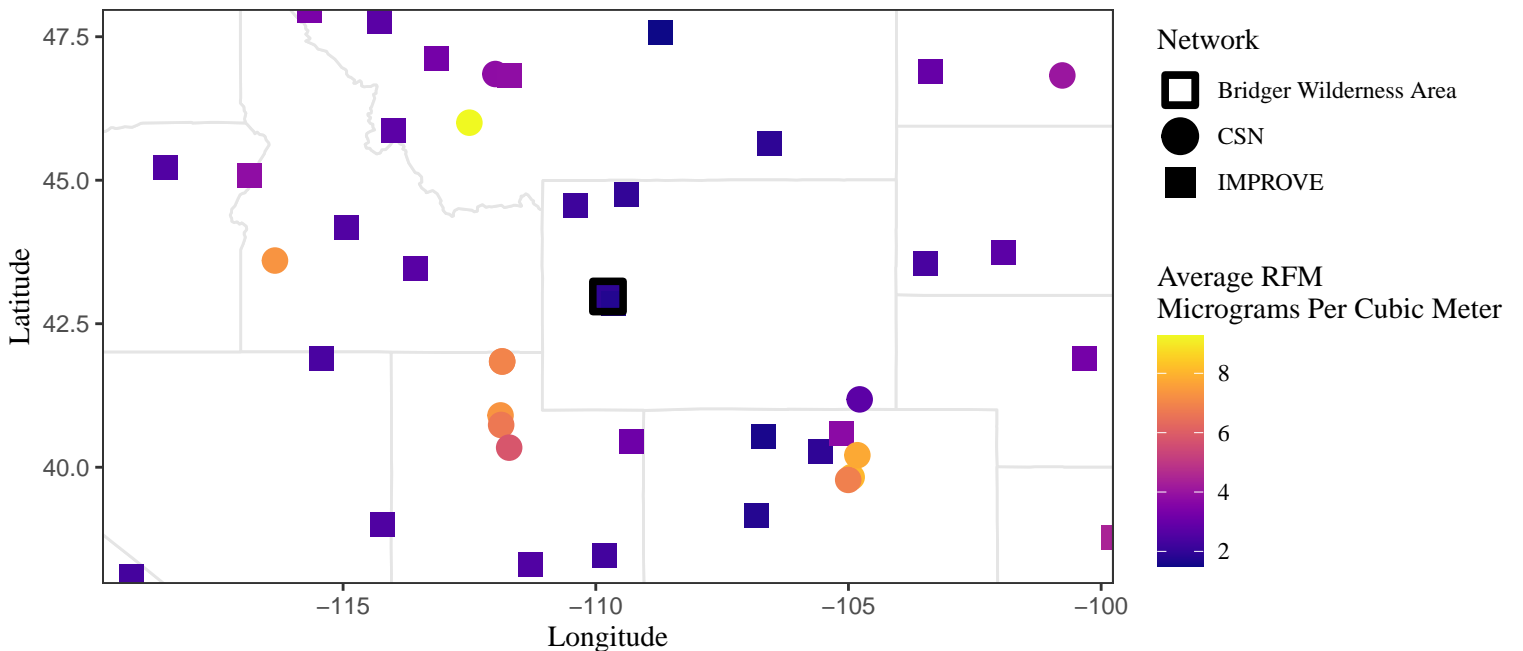 47.5
45.0
42.5
40.0
Latitude
−115
−110
−105
−100
Longitude
Network
Bridger Wilderness Area
CSN
IMPROVE
Average RFM
Micrograms Per Cubic Meter
8
6
4
2